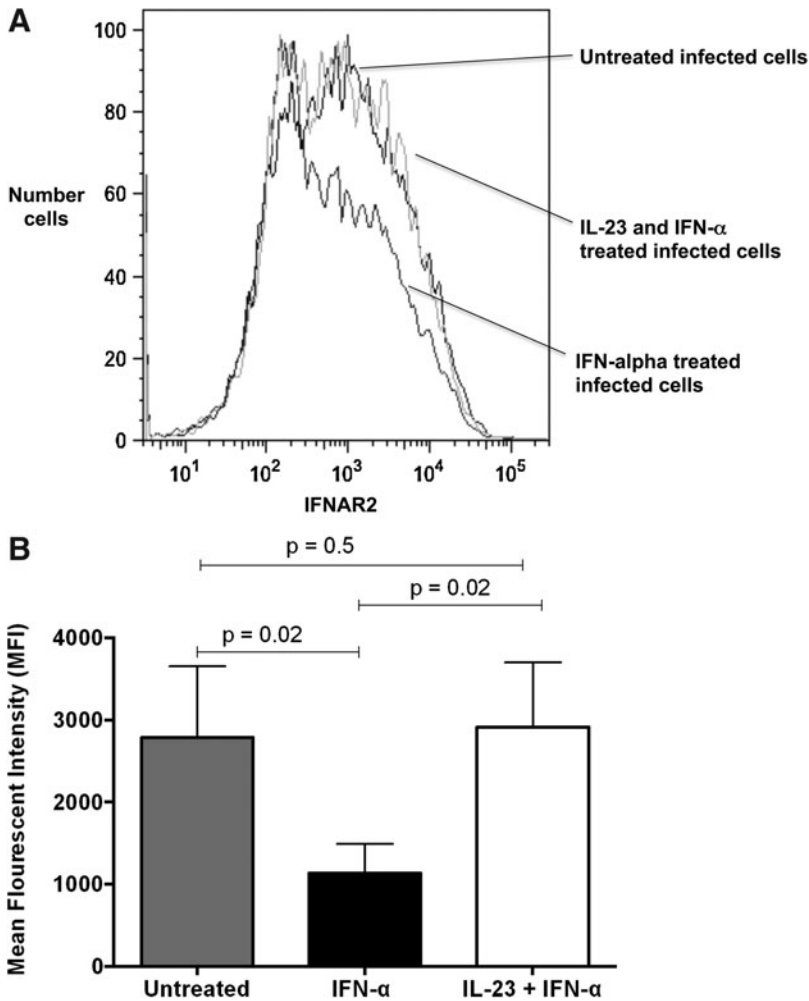 A
100
80
60
40
20
0
Number
cells
10¹
10²
10³
10⁴
10⁵
IFNAR2
Untreated infected cells
IL-23 and IFN-α
treated infected cells
IFN-alpha treated
infected cells
B
p = 0.5
p = 0.02
p = 0.02
Mean Flourescent Intensity (MFI)
4000
3000
2000
1000
0
Untreated
IFN-α
IL-23 + IFN-α